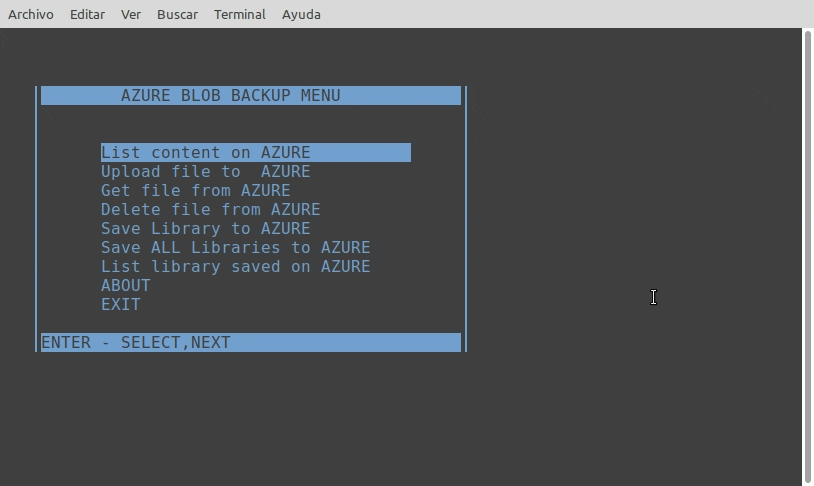 Archivo Editar Ver Buscar Terminal Ayuda
AZURE BLOB BACKUP MENU
List content on AZURE
Upload file to  AZURE
Get file from AZURE
Delete file from AZURE
Save Library to AZURE
Save ALL Libraries to AZURE
List library saved on AZURE
ABOUT
EXIT
ENTER - SELECT,NEXT